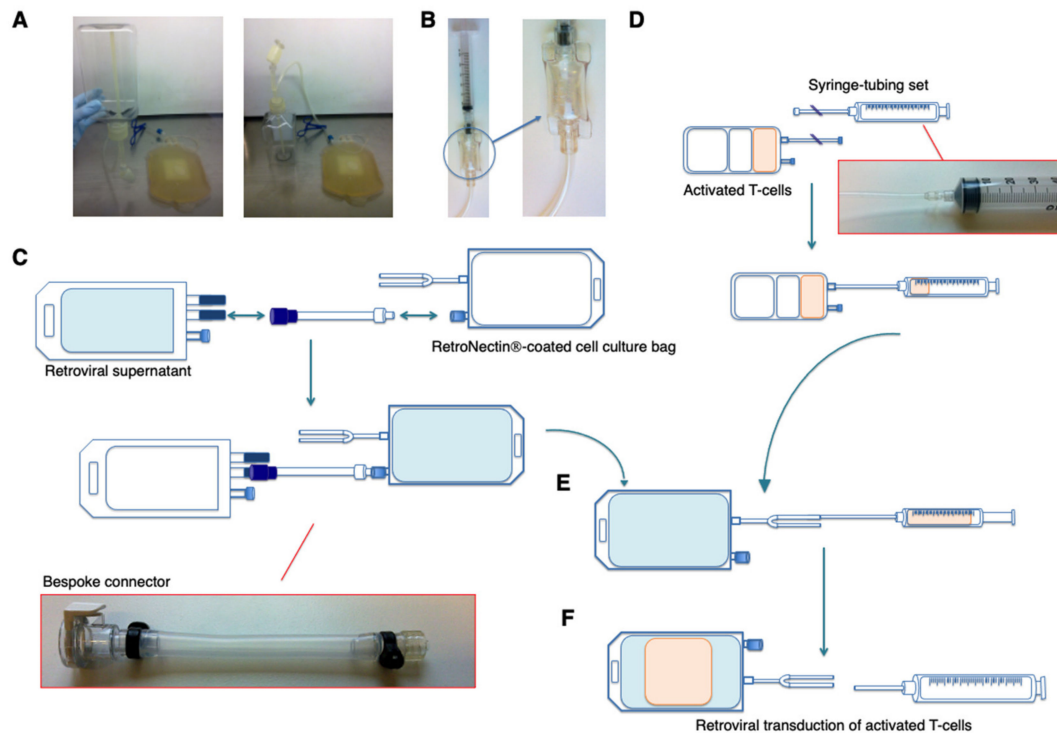 A
B
D
Syringe-tubing set
Activated T-cells
C
Retroviral supernatant
RetroNectin®-coated cell culture bag
E
Bespoke connector
F
Retroviral transduction of activated T-cells